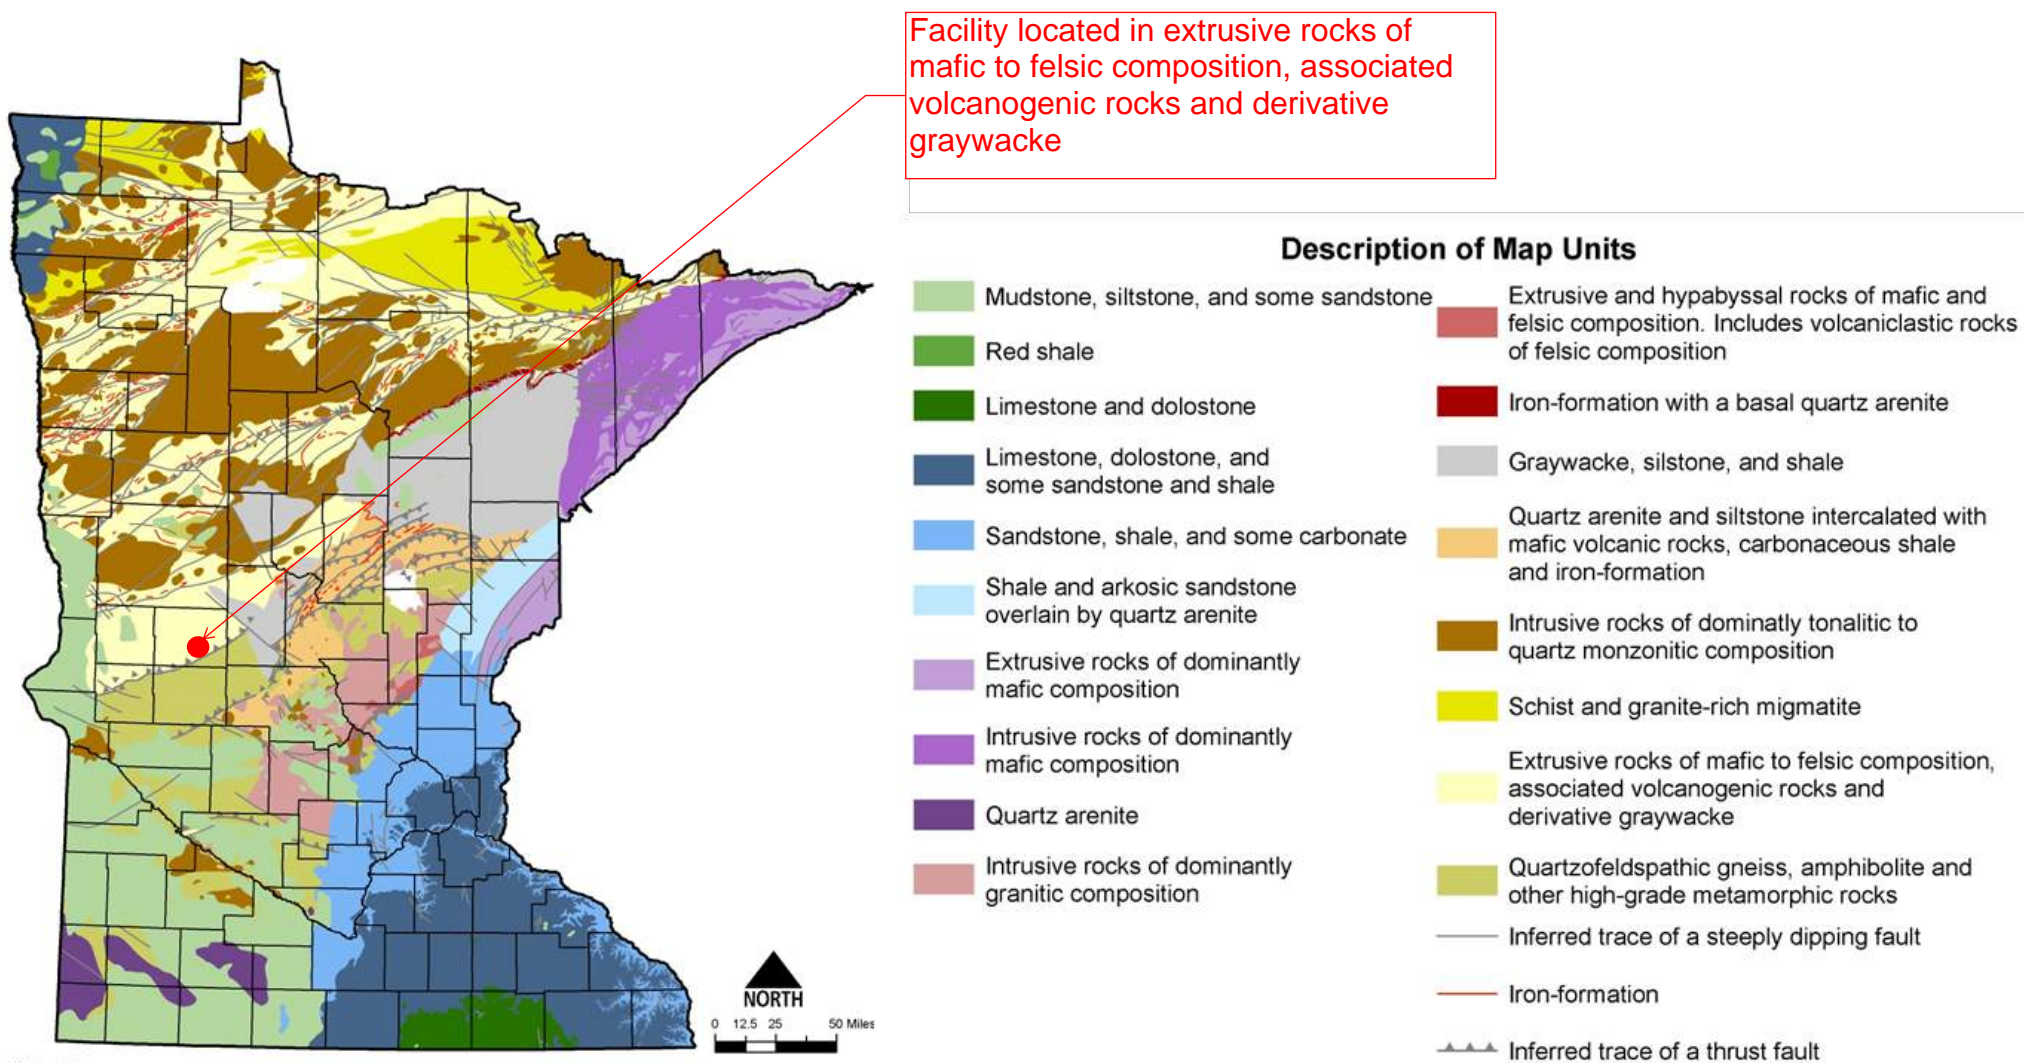 Facility located in extrusive rocks of
mafic to felsic composition, associated
volcanogenic rocks and derivative
graywacke
Description of Map Units
Mudstone, siltstone, and some sandstone
Red shale
Limestone and dolostone
Limestone, dolostone, and
some sandstone and shale
Sandstone, shale, and some carbonate
Shale and arkosic sandstone
overlain by quartz arenite
Extrusive rocks of dominantly
mafic composition
Intrusive rocks of dominantly
mafic composition
Quartz arenite
Intrusive rocks of dominantly
granitic composition
Extrusive and hypabyssal rocks of mafic and
felsic composition. Includes volcaniclastic rocks
of felsic composition
Iron-formation with a basal quartz arenite
Graywacke, silstone, and shale
Quartz arenite and siltstone intercalated with
mafic volcanic rocks, carbonaceous shale
and iron-formation
Intrusive rocks of dominatly tonalitic to
quartz monzonitic composition
Schist and granite-rich migmatite
Extrusive rocks of mafic to felsic composition,
associated volcanogenic rocks and
derivative graywacke
Quartzofeldspathic gneiss, amphibolite and
other high-grade metamorphic rocks
Inferred trace of a steeply dipping fault
Iron-formation
Inferred trace of a thrust fault
NORTH
0 12.5 25 50 Miles